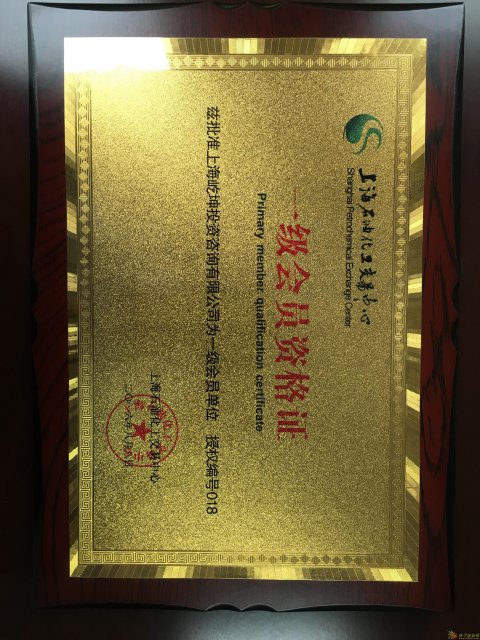 上海石油化工交易中心
Shanghai Petrochemical Exchange Center
一级会员资格证
Primary member qualification certificate
兹批准上海屹坤投资咨询有限公司为一级会员单位 授权编号018
上海石油化工交易中心